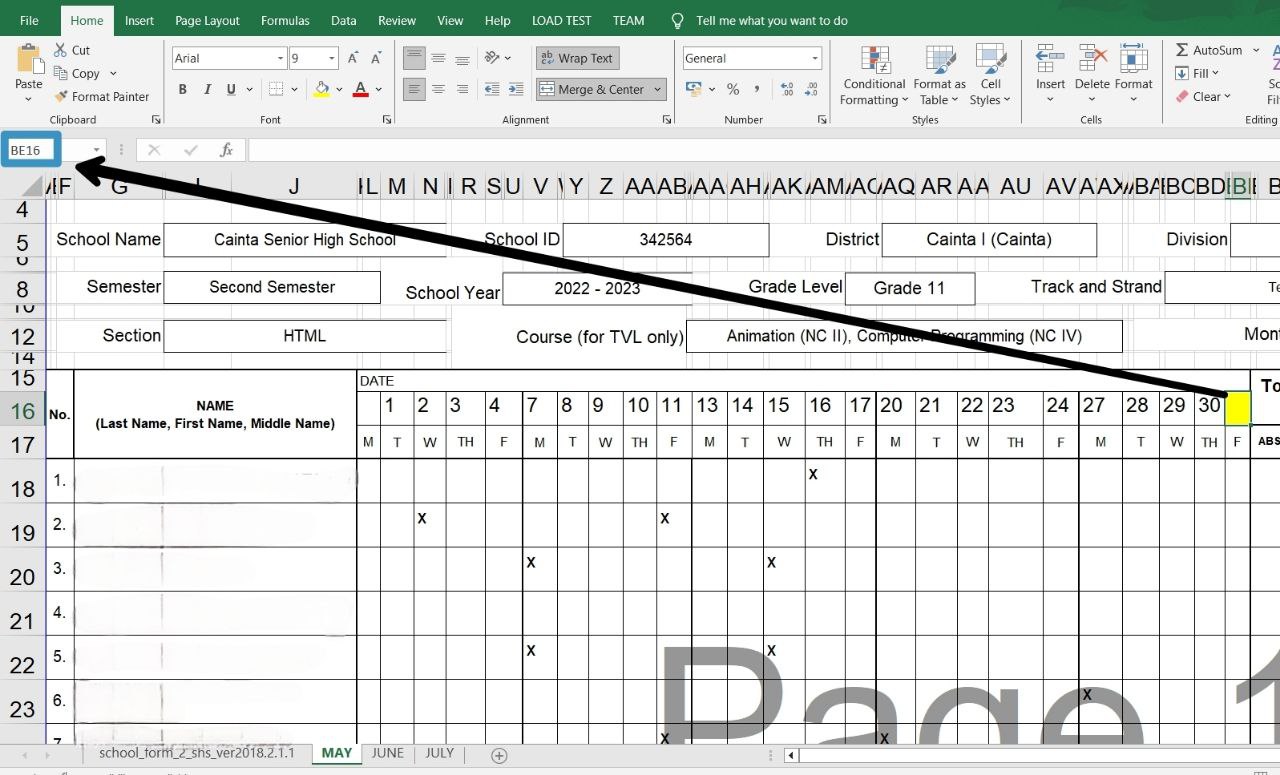 File Home Insert Page Layout Formulas Data Review View Help LOAD TEST TEAM Tell me what you want to do
Cut
Copy
Format Painter
Paste
Clipboard
Arial 9 A A
B I U A
Font
ab Wrap Text
Merge & Center
Alignment
General
% ,
Number
Conditional Formatting
Format as Table
Cell Styles
Styles
Insert Delete Format
Cells
AutoSum
Fill
Clear
Editing
BE16 fx
F G J L M N R S U V Y Z AA AB AA AH AK AM AQ AR AA AU AV AX BA BC BD
4
5 School Name Cainta Senior High School School ID 342564 District Cainta I (Cainta) Division
8 Semester Second Semester School Year 2022 - 2023 Grade Level Grade 11 Track and Strand Te
10
12 Section HTML Course (for TVL only) Animation (NC II), Computer Programming (NC IV) Mont
14
15 DATE To
16 No. NAME 1 2 3 4 7 8 9 10 11 13 14 15 16 17 20 21 22 23 24 27 28 29 30
(Last Name, First Name, Middle Name)
17 M T W TH F M T W TH F M T W TH F M T W TH F M T W TH F ABS
18 1. X
19 2. X X
20 3. X X
21 4.
22 5. X X
23 6. X
7. X X
Page 1
school_form_2_shs_ver2018.2.1.1 MAY JUNE JULY